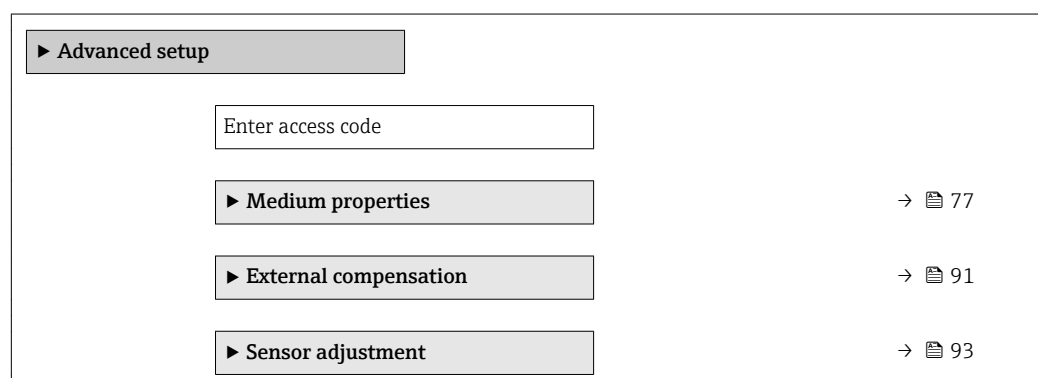 ▶ Advanced setup
Enter access code
▶ Medium properties → 77
▶ External compensation → 91
▶ Sensor adjustment → 93